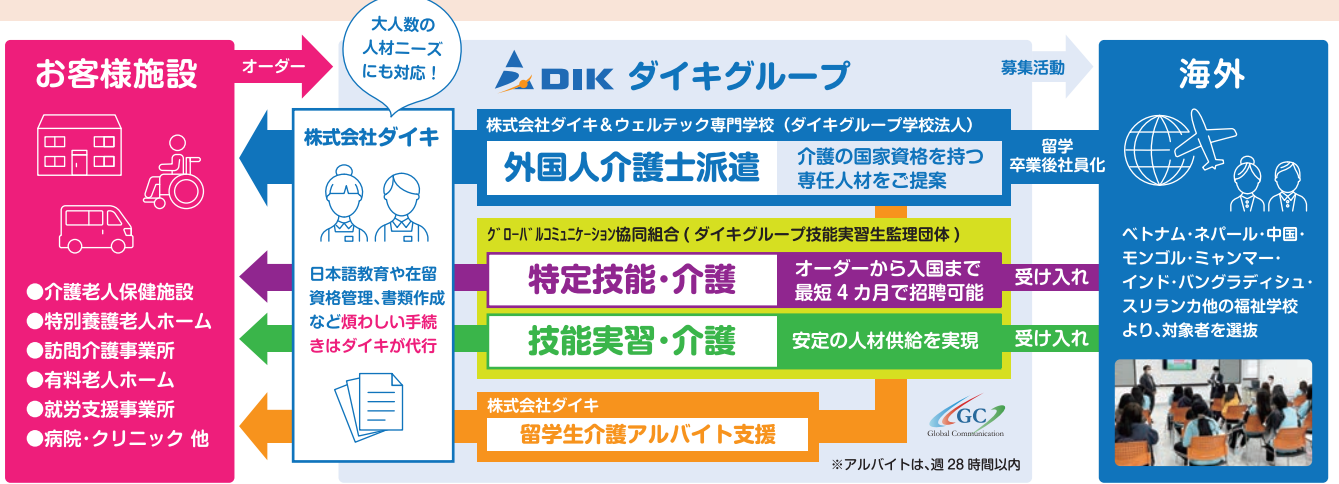 大人数の
人材ニーズ
にも対応！
お客様施設
オーダー
●介護老人保健施設
●特別養護老人ホーム
●訪問介護事業所
●有料老人ホーム
●就労支援事業所
●病院・クリニック 他
株式会社ダイキ
日本語教育や在留
資格管理、書類作成
など煩わしい手続
きはダイキが代行
DIK ダイキグループ
株式会社ダイキ＆ウェルテック専門学校（ダイキグループ学校法人）
外国人介護士派遣
介護の国家資格を持つ
専任人材をご提案
グローバルコミュニケーション協同組合 ( ダイキグループ技能実習生監理団体 )
特定技能・介護
オーダーから入国まで
最短 4 カ月で招聘可能
技能実習・介護
安定の人材供給を実現
株式会社ダイキ
留学生介護アルバイト支援
GC
Global Communication
※アルバイトは、週 28 時間以内
募集活動
留学
卒業後社員化
受け入れ
受け入れ
海外
ベトナム・ネパール・中国・
モンゴル・ミャンマー・
インド・バングラディシュ・
スリランカ他の福祉学校
より、対象者を選抜